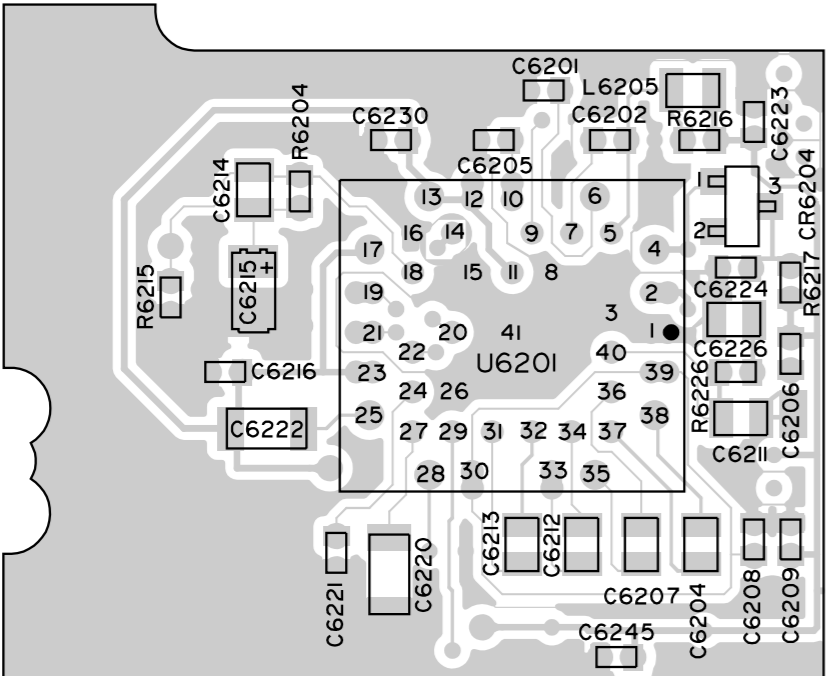 C6201
L6205
C6223
R6204
C6230
C6202
R6216
C6205
C6214
CR6204
1
3
2
13
12
10
6
16
14
9
7
5
17
4
18
15
11
8
R6215
C6215
+
C6224
R6217
19
2
3
21
20
41
1
22
U6201
40
C6226
C6216
23
39
24
26
36
R6226
C6206
25
38
C6222
27
29
31
32
34
37
C6211
28
30
33
35
C6213
C6212
C6221
C6220
C6207
C6204
C6208
C6209
C6245